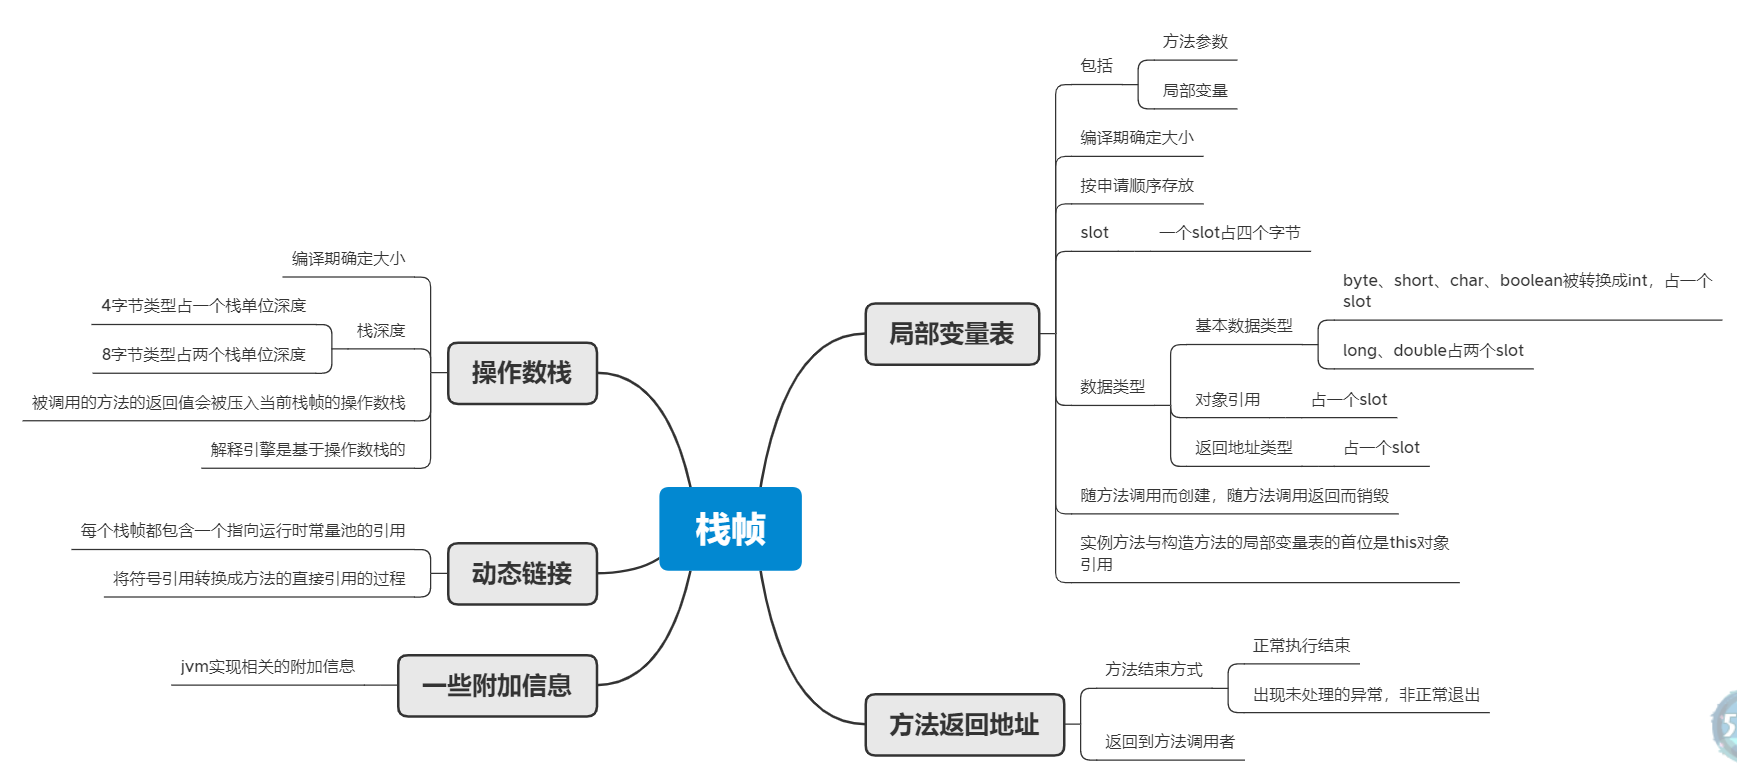 栈帧
局部变量表
包括
方法参数
局部变量
编译期确定大小
按申请顺序存放
slot
一个slot占四个字节
数据类型
基本数据类型
byte、short、char、boolean被转换成int，占一个
slot
long、double占两个slot
对象引用
占一个slot
返回地址类型
占一个slot
随方法调用而创建，随方法调用返回而销毁
实例方法与构造方法的局部变量表的首位是this对象
引用
方法返回地址
方法结束方式
正常执行结束
出现未处理的异常，非正常退出
返回到方法调用者
操作数栈
编译期确定大小
栈深度
4字节类型占一个栈单位深度
8字节类型占两个栈单位深度
被调用的方法的返回值会被压入当前栈帧的操作数栈
解释引擎是基于操作数栈的
动态链接
每个栈帧都包含一个指向运行时常量池的引用
将符号引用转换成方法的直接引用的过程
一些附加信息
jvm实现相关的附加信息
5